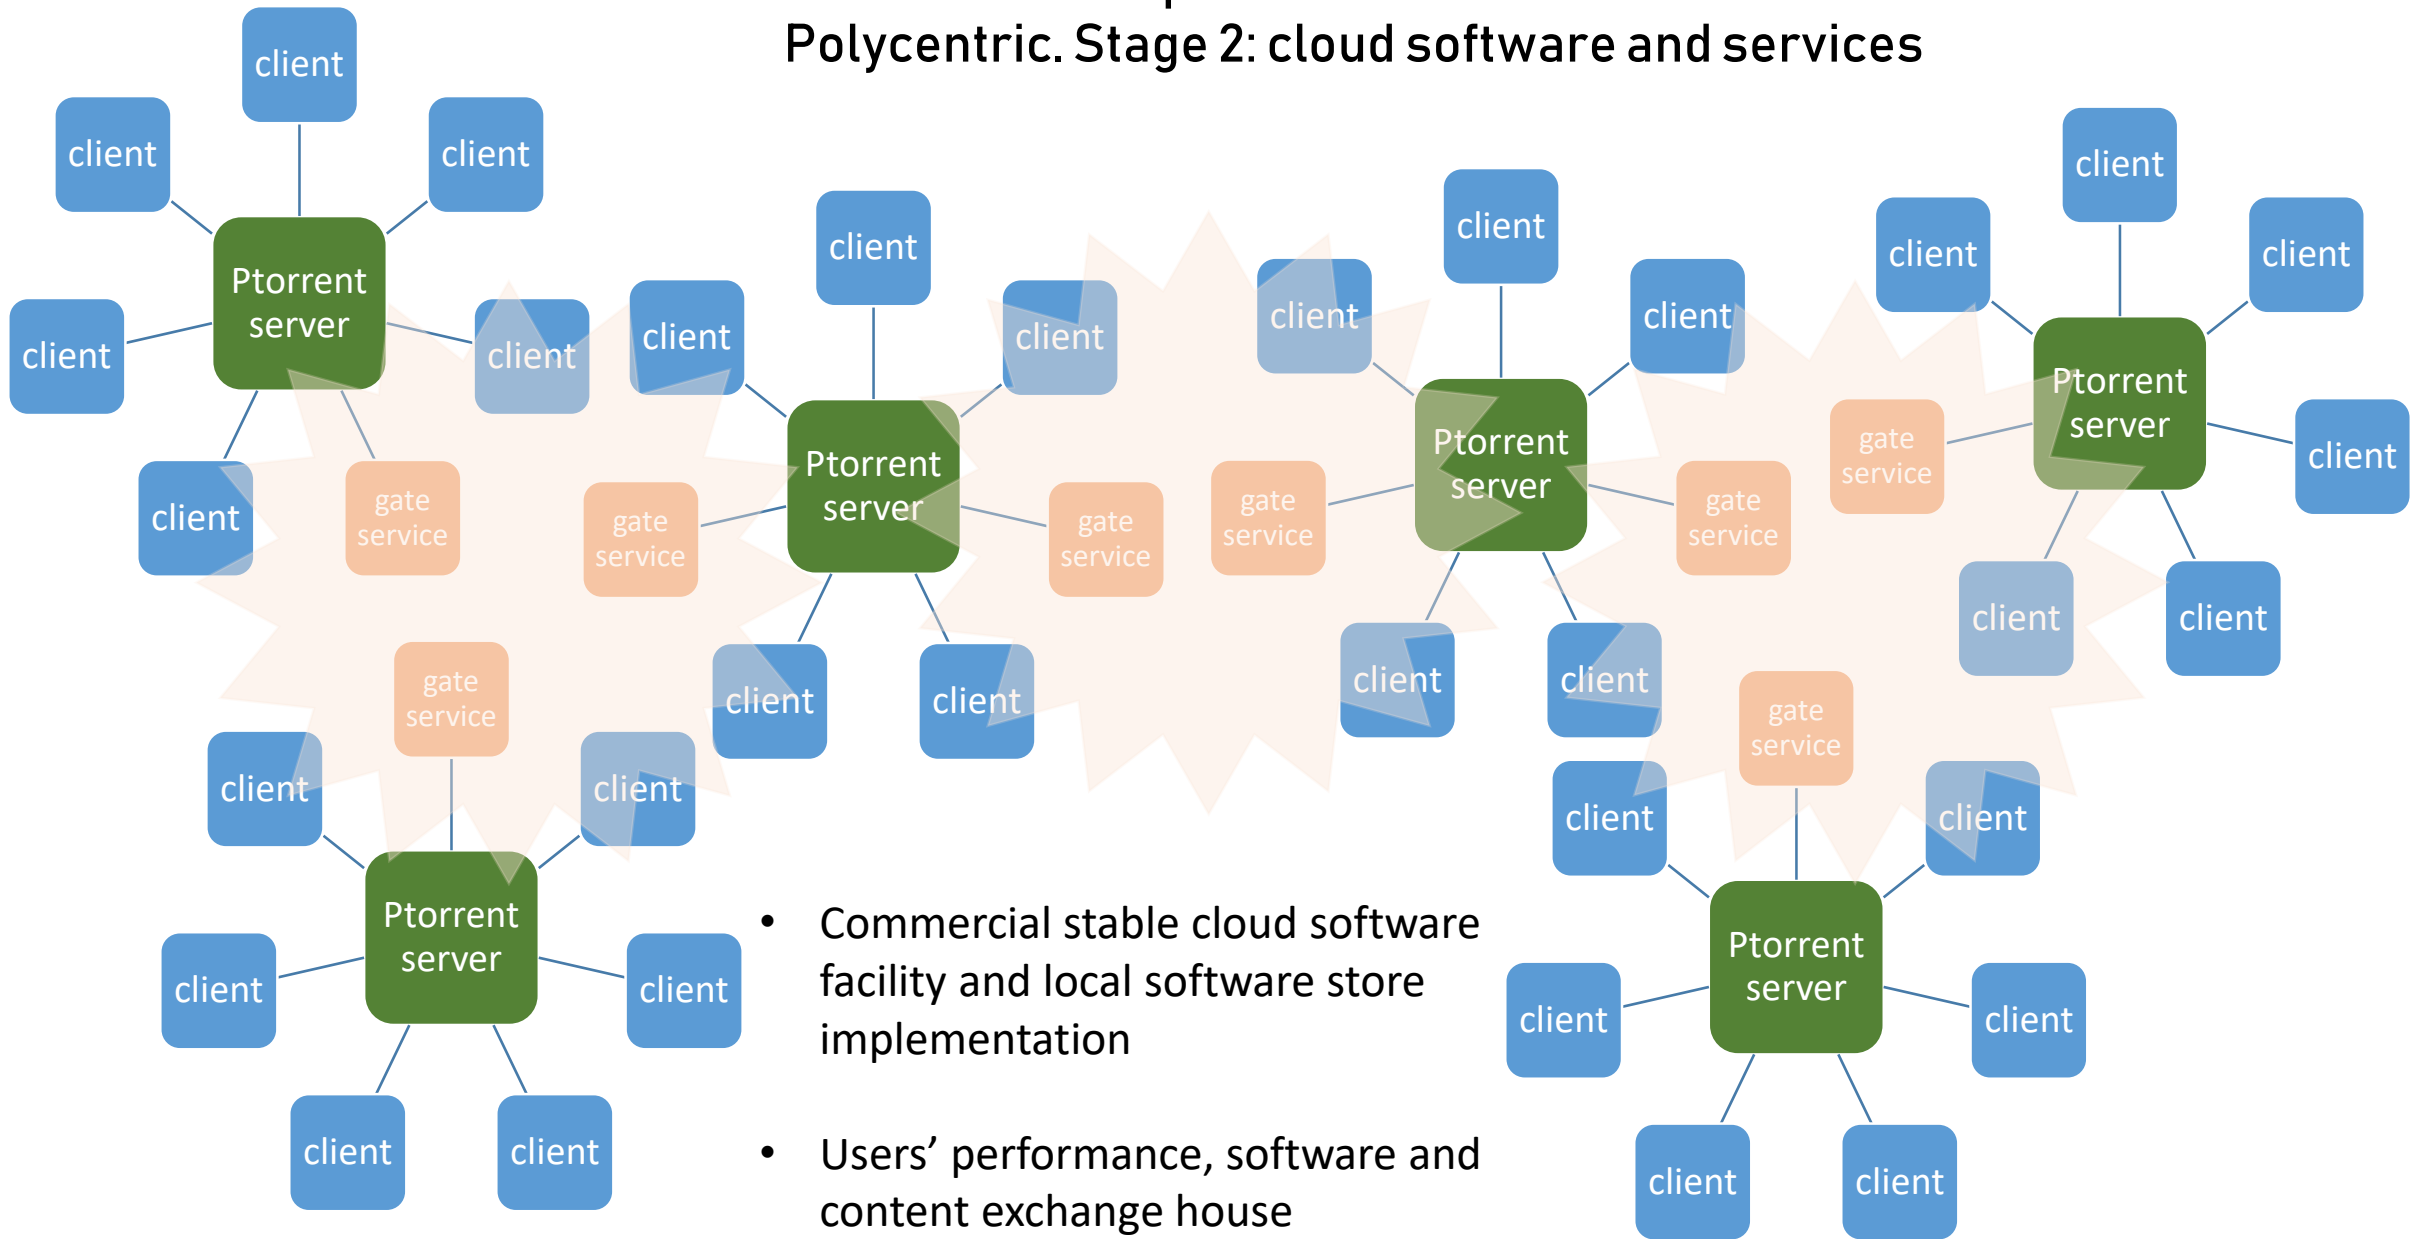 Polycentric. Stage 2: cloud software and services
client
client
client
Ptorrent
server
client
client
client
gate
service
client
client
client
Ptorrent
server
gate
service
gate
service
client
client
client
client
client
Ptorrent
server
gate
service
gate
service
client
client
client
client
client
Ptorrent
server
gate
service
client
client
client
gate
service
client
client
Ptorrent
server
client
client
client
client
• Commercial stable cloud software
facility and local software store
implementation
• Users’ performance, software and
content exchange house
gate
service
client
client
Ptorrent
server
client
client
client
client